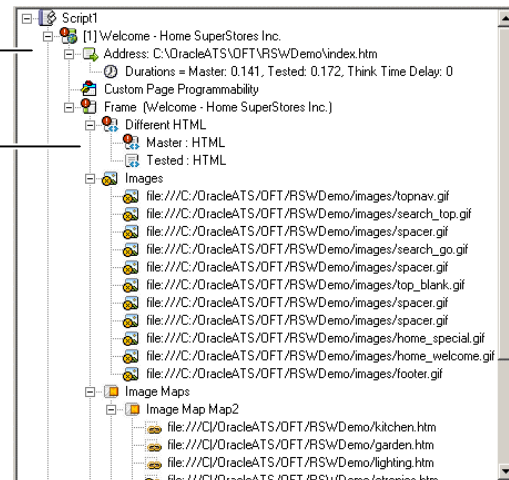 Script1
[1] Welcome - Home SuperStores Inc.
Address: C:\OracleATS\OFT\RSWDemo\index.htm
Durations = Master: 0.141, Tested: 0.172, Think Time Delay: 0
Custom Page Programmability
Frame (Welcome - Home SuperStores Inc.)
Different HTML
Master : HTML
Tested : HTML
Images
file:///C:/OracleATS/OFT/RSWDemo/images/topnav.gif
file:///C:/OracleATS/OFT/RSWDemo/images/search_top.gif
file:///C:/OracleATS/OFT/RSWDemo/images/spacer.gif
file:///C:/OracleATS/OFT/RSWDemo/images/search_go.gif
file:///C:/OracleATS/OFT/RSWDemo/images/spacer.gif
file:///C:/OracleATS/OFT/RSWDemo/images/top_blank.gif
file:///C:/OracleATS/OFT/RSWDemo/images/spacer.gif
file:///C:/OracleATS/OFT/RSWDemo/images/spacer.gif
file:///C:/OracleATS/OFT/RSWDemo/images/home_special.gif
file:///C:/OracleATS/OFT/RSWDemo/images/home_welcome.gif
file:///C:/OracleATS/OFT/RSWDemo/images/footer.gif
Image Maps
Image Map Map2
file:///C|/OracleATS/OFT/RSWDemo/kitchen.htm
file:///C|/OracleATS/OFT/RSWDemo/garden.htm
file:///C|/OracleATS/OFT/RSWDemo/lighting.htm